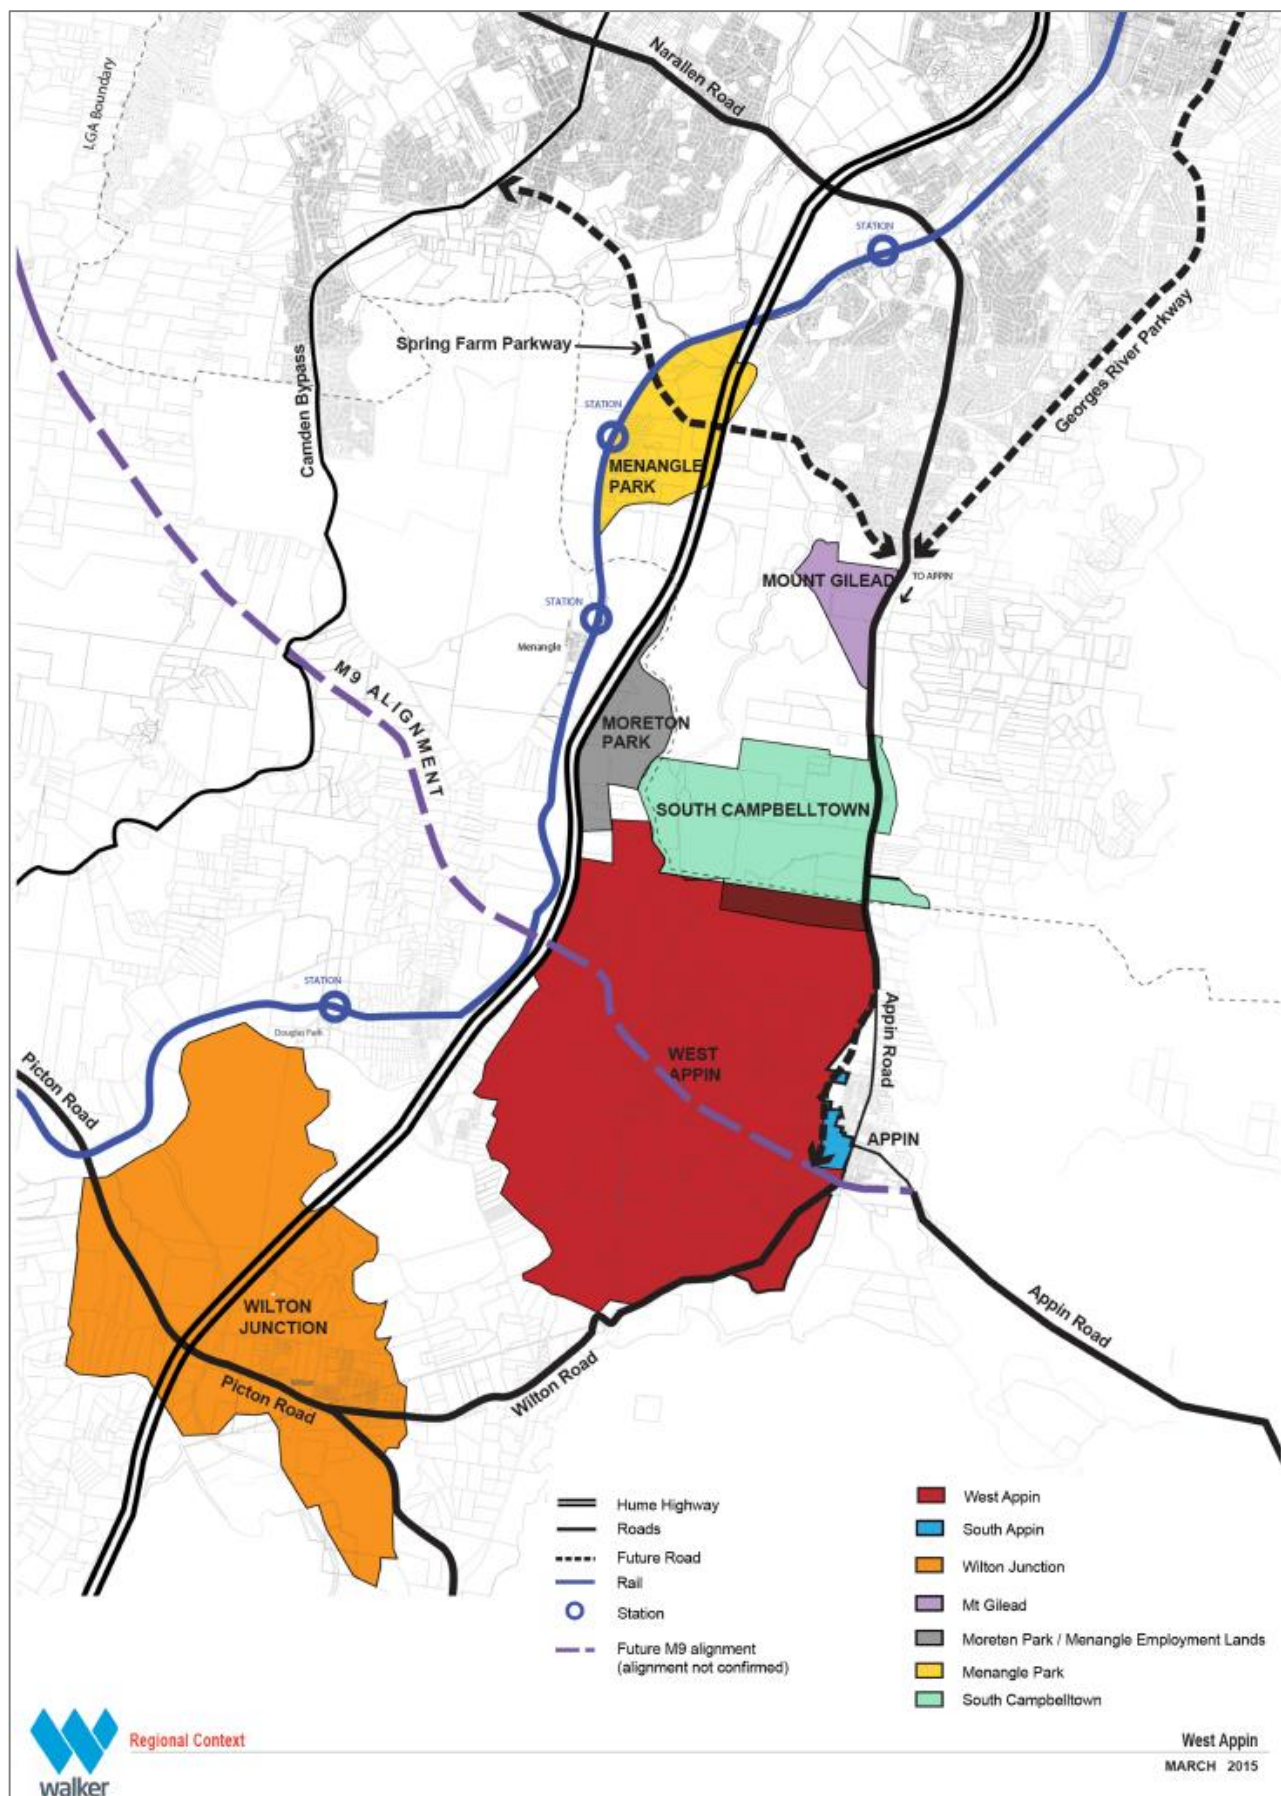 Narallen Road
LGA Boundary
STATION
Spring Farm Parkway
Georges River Parkway
Camden Bypass
STATION
MENANGLE
PARK
MOUNT GILEAD
TO APPIN
STATION
Menangle
M9 ALIGNMENT
MORETON
PARK
SOUTH CAMPBELLTOWN
STATION
Douglas Park
Appin Road
WEST
APPIN
Picton Road
APPIN
WILTON
JUNCTION
Appin Road
Picton Road
Wilton Road
Hume Highway
Roads
Future Road
Rail
Station
Future M9 alignment
(alignment not confirmed)
West Appin
South Appin
Wilton Junction
Mt Gilead
Moreten Park / Menangle Employment Lands
Menangle Park
South Campbelltown
walker
Regional Context
West Appin
MARCH 2015